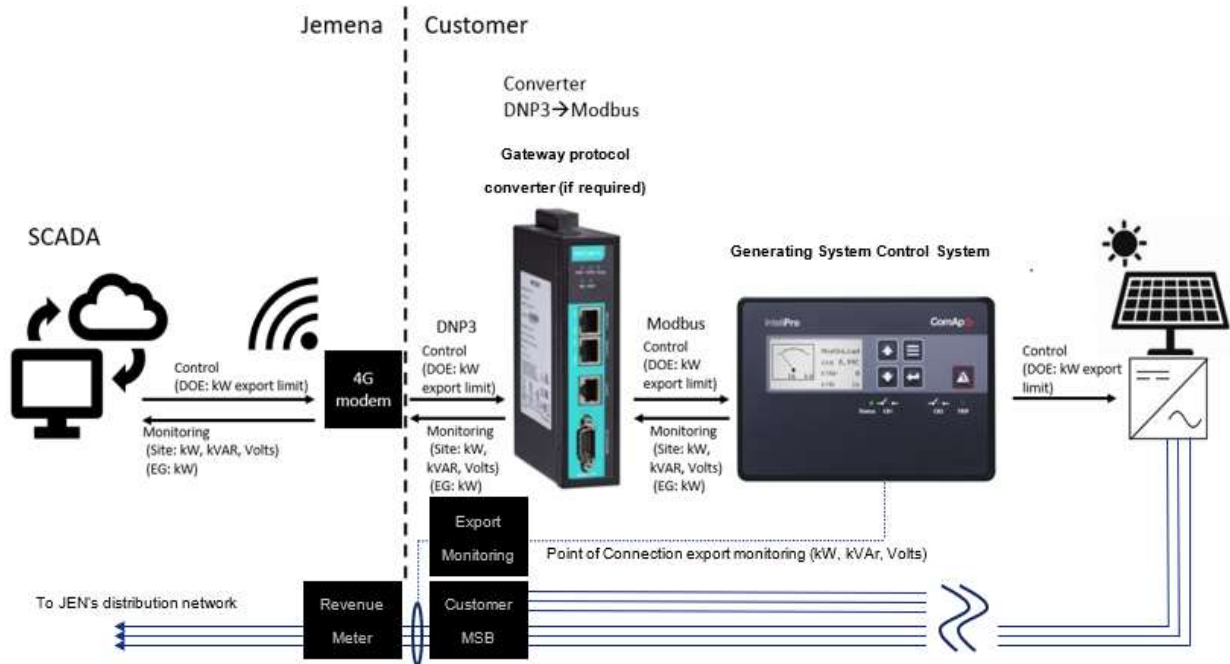 Jemena
Customer
Converter
DNP3→Modbus
Gateway protocol
converter (if required)
SCADA
Generating System Control System
Control
(DOE: kW export limit)
Monitoring
(Site: kW, kVAR, Volts)
(EG: kW)
4G
modem
DNP3
Control
(DOE: kW
export limit)
Monitoring
(Site: kW,
kVAR, Volts)
(EG: kW)
Modbus
Control
(DOE: kW
export limit)
Monitoring
(Site: kW,
kVAR, Volts)
(EG: kW)
InteliPro
ComAp
Status
TRIP
Control
(DOE: kW export
limit)
Export
Monitoring
Point of Connection export monitoring (kW, kVAr, Volts)
To JEN's distribution network
Revenue
Meter
Customer
MSB